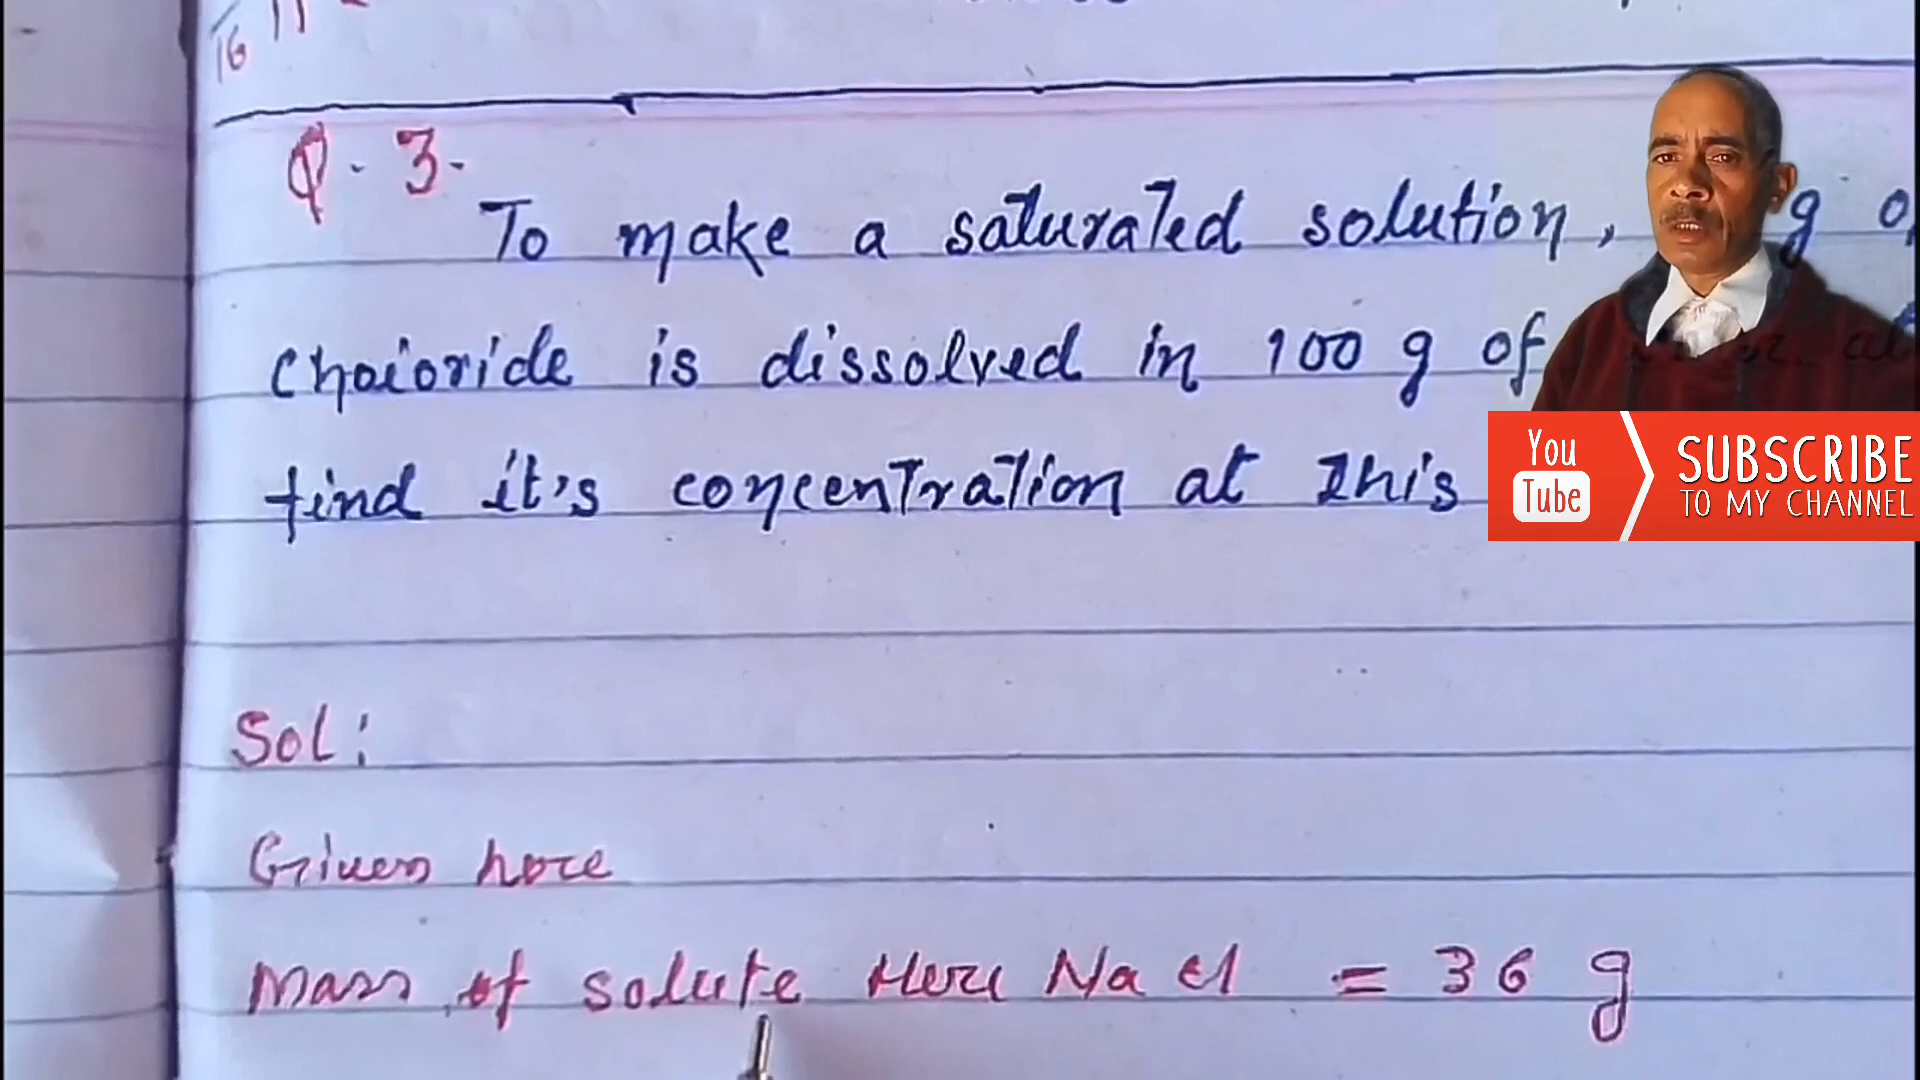 16
Q. 3.
To make a saturated solution, g
chaioride is dissolved in 100 g of
find it's concentration at this
You
Tube
SUBSCRIBE
TO MY CHANNEL
Sol:
Given here
Mass of solute Here NaCl = 36 g